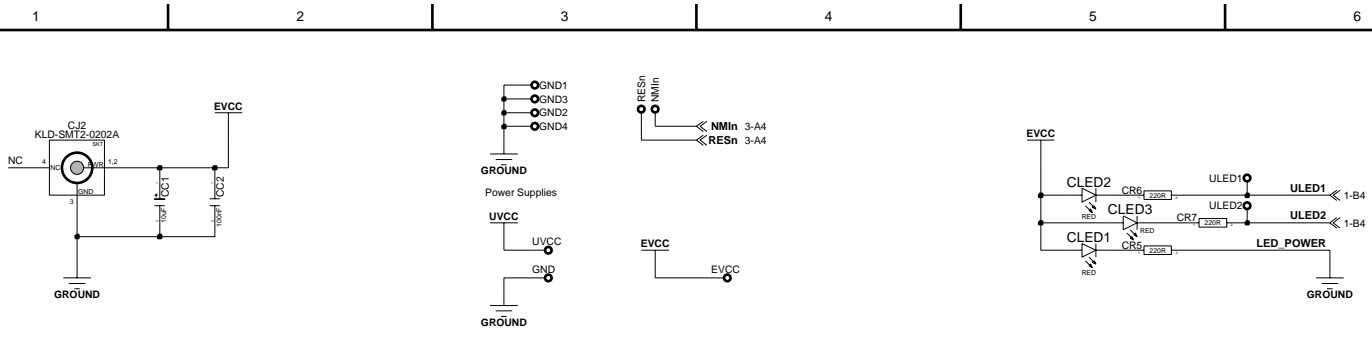 1 2 3 4 5 6
CJ2
KLD-SMT2-0202A
SKT
NC 4 NC PWR 1,2
GND
3
EVCC
CC1
10uF
CC2
100nF
GROUND
GND1
GND3
GND2
GND4
GROUND
Power Supplies
UVCC
UVCC
GND
GROUND
RESn
NMIn
NMIn 3-A4
RESn 3-A4
EVCC
EVCC
EVCC
CLED2
RED
CR6
220R
ULED1
ULED1
1-B4
CLED3
RED
CR7
220R
ULED2
ULED2
1-B4
CLED1
RED
CR5
220R
LED_POWER
GROUND